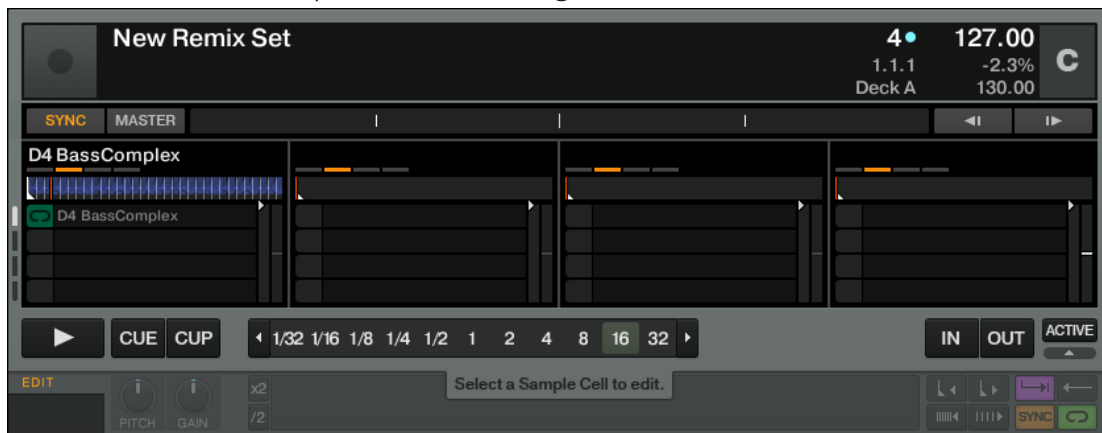 New Remix Set 4 127.00
1.1.1 -2.3% C
Deck A 130.00
SYNC MASTER
D4 BassComplex
D4 BassComplex
CUE CUP 1/32 1/16 1/8 1/4 1/2 1 2 4 8 16 32 IN OUT ACTIVE
EDIT
Select a Sample Cell to edit.
x2
/2
PITCH GAIN
SYNC